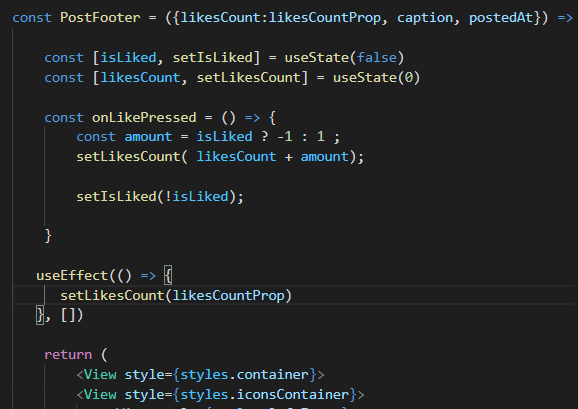 const PostFooter = ({likesCount:likesCountProp, caption, postedAt}) =>
const [isLiked, setIsLiked] = useState(false)
const [likesCount, setLikesCount] = useState(0)
const onLikePressed = () => {
const amount = isLiked ? -1 : 1 ;
setLikesCount( likesCount + amount);
setIsLiked(!isLiked);
}
useEffect(() => {
setLikesCount(likesCountProp)
}, [])
return (
<View style={styles.container}>
<View style={styles.iconsContainer}>